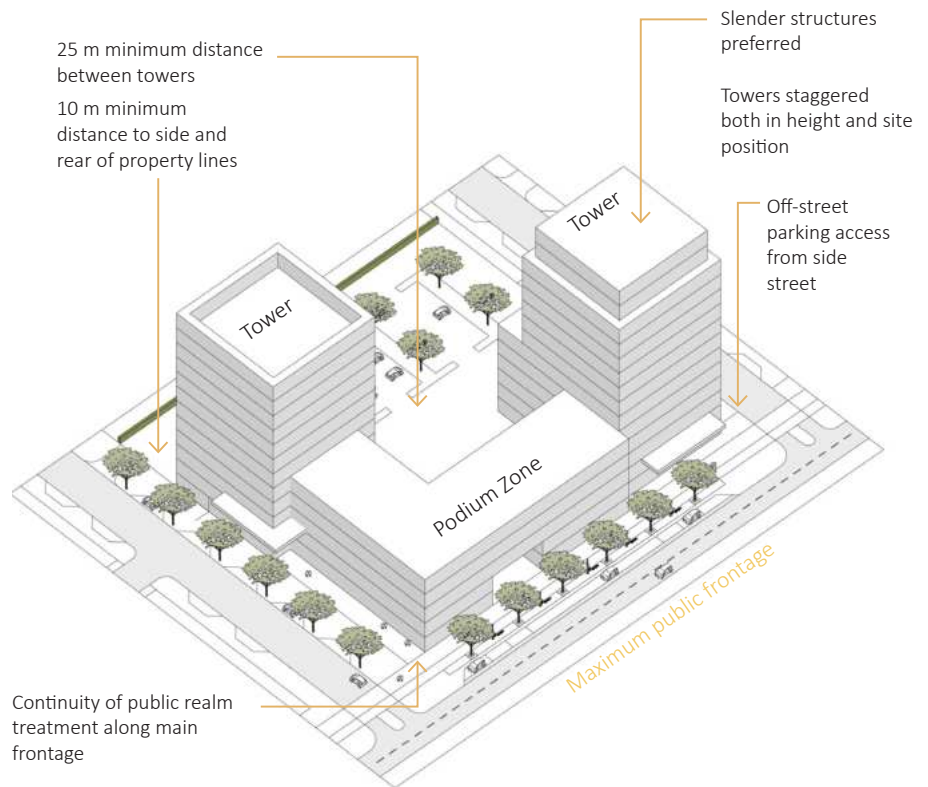 Slender structures
preferred
25 m minimum distance
between towers
10 m minimum
distance to side and
rear of property lines
Towers staggered
both in height and site
position
Off-street
parking access
from side
street
Tower
Tower
Podium Zone
Maximum public frontage
Continuity of public realm
treatment along main
frontage